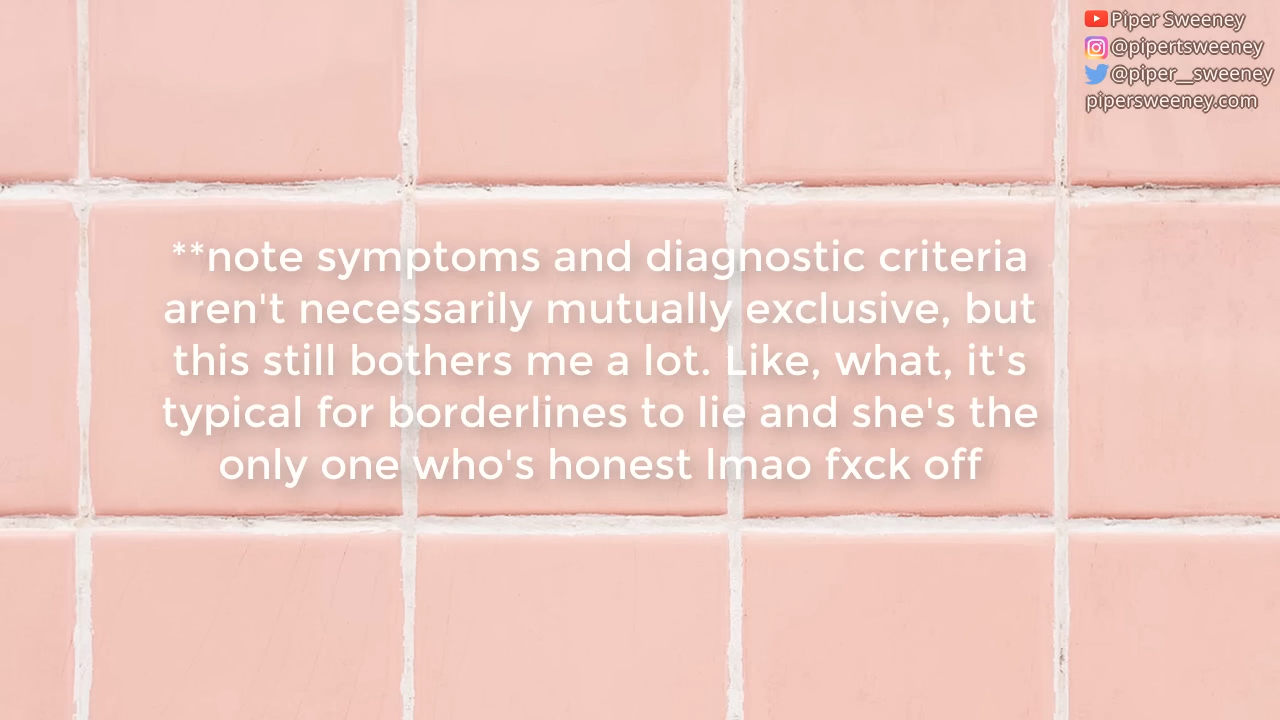 Piper Sweeney
@pipertsweeney
@piper__sweeney
pipersweeney.com
**note symptoms and diagnostic criteria
aren't necessarily mutually exclusive, but
this still bothers me a lot. Like, what, it's
typical for borderlines to lie and she's the
only one who's honest lmao fxck off